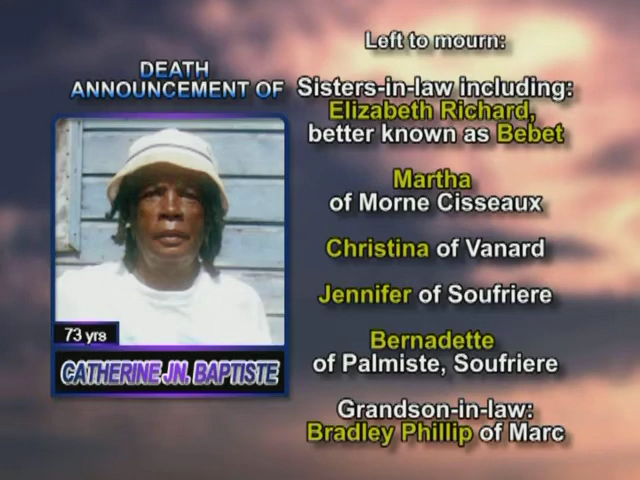 DEATH
ANNOUNCEMENT OF
73 yrs
CATHERINE JN. BAPTISTE
Left to mourn:
Sisters-in-law including:
Elizabeth Richard,
better known as Bebet
Martha
of Morne Cisseaux
Christina of Vanard
Jennifer of Soufriere
Bernadette
of Palmiste, Soufriere
Grandson-in-law:
Bradley Phillip of Marc